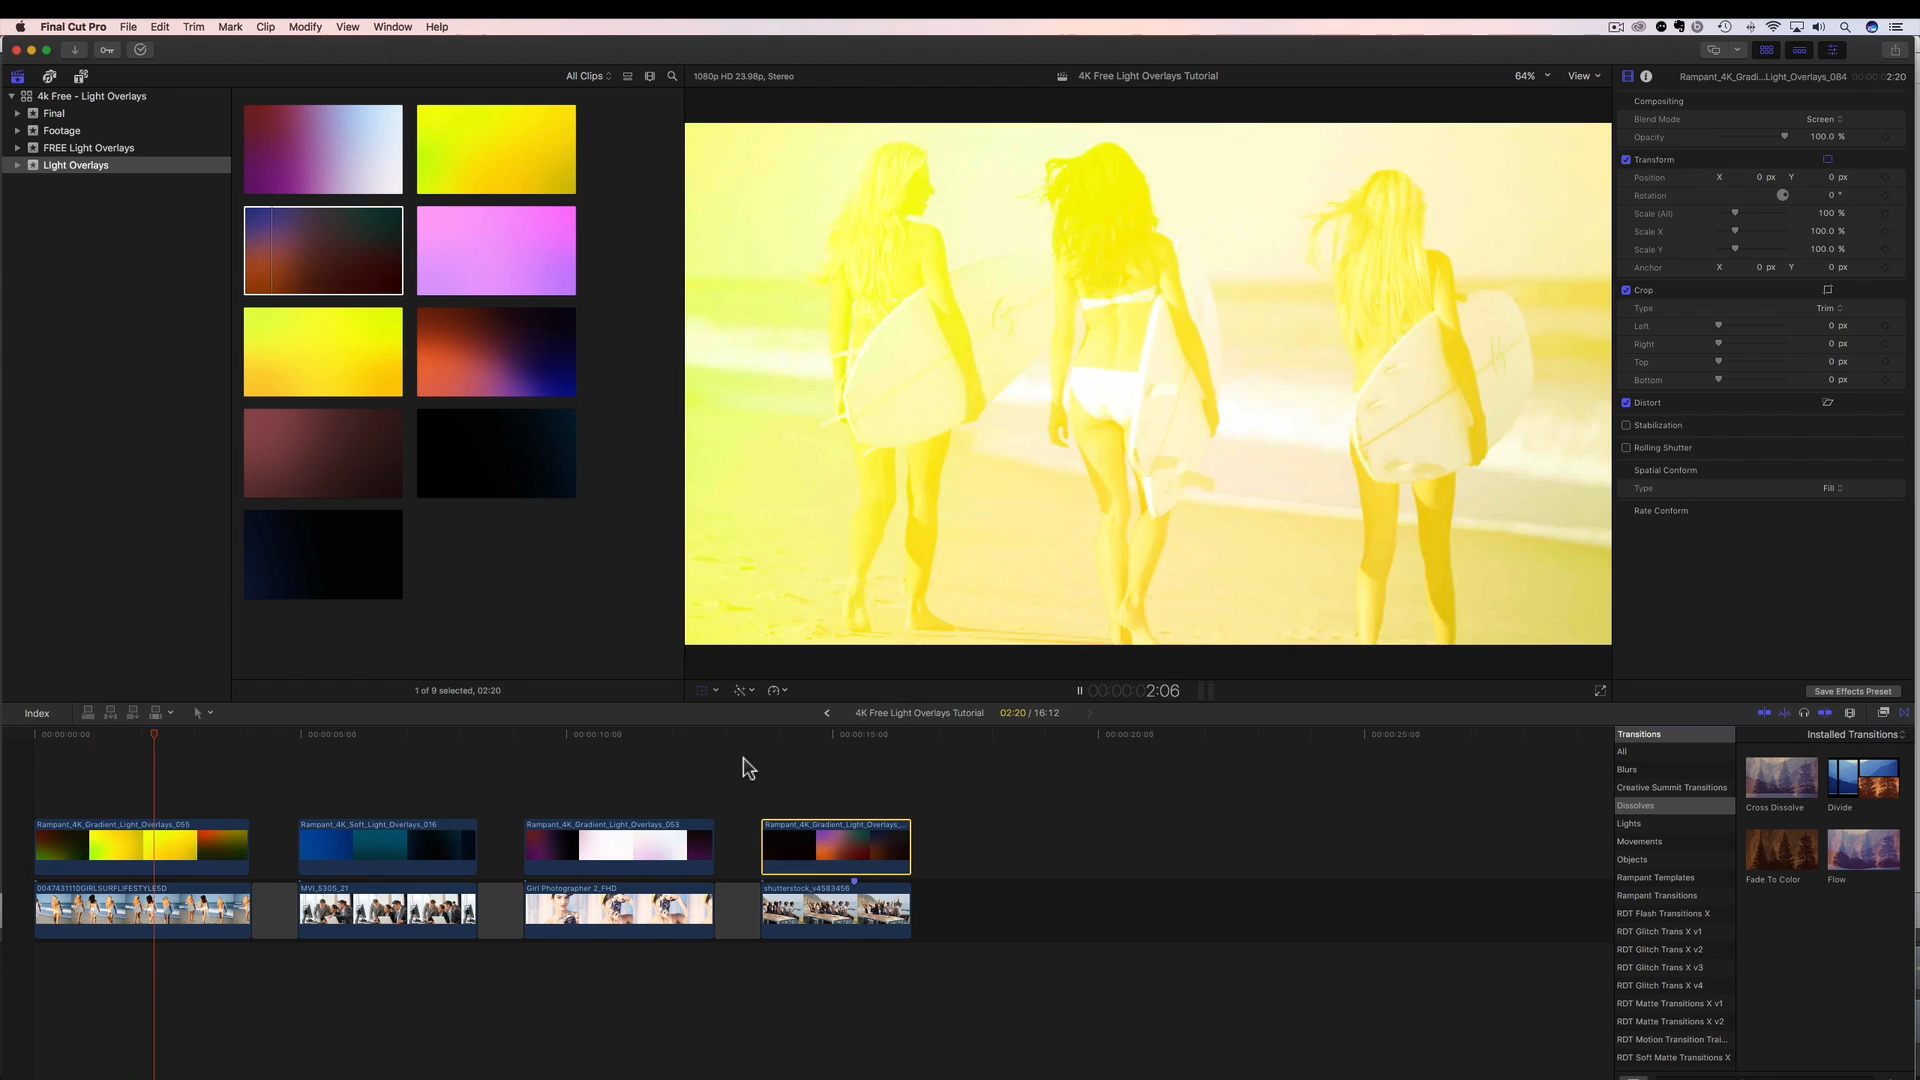 Final Cut Pro File Edit Trim Mark Clip Modify View Window Help
All Clips
1080p HD 23.98p, Stereo
4K Free Light Overlays Tutorial
64%
View
Rampant_4K_Gradi...Light_Overlays_084
2:20
4k Free - Light Overlays
Final
Footage
FREE Light Overlays
LIght Overlays
1 of 9 selected, 02:20
00:00:00:02:06
Compositing
Blend Mode Screen
Opacity 100.0 %
Transform
Position X 0 px Y 0 px
Rotation 0 °
Scale (All) 100 %
Scale X 100.0 %
Scale Y 100.0 %
Anchor X 0 px Y 0 px
Crop
Type Trim
Left 0 px
Right 0 px
Top 0 px
Bottom 0 px
Distort
Stabilization
Rolling Shutter
Spatial Conform
Type Fill
Rate Conform
Save Effects Preset
Index
4K Free Light Overlays Tutorial 02:20 / 16:12
00:00:00:00 00:00:05:00 00:00:10:00 00:00:15:00 00:00:20:00 00:00:25:00
Rampant_4K_Gradient_Light_Overlays_055
Rampant_4K_Soft_Light_Overlays_016
Rampant_4K_Gradient_Light_Overlays_053
Rampant_4K_Gradient_Light_Overlays_...
0047431110GIRLSURFLIFESTYLESD
MVI_5305_21
Girl Photographer 2_FHD
shutterstock_v4583456
Transitions
All
Blurs
Creative Summit Transitions
Dissolves
Lights
Movements
Objects
Rampant Templates
Rampant Transitions
RDT Flash Transitions X
RDT Glitch Trans X v1
RDT Glitch Trans X v2
RDT Glitch Trans X v3
RDT Glitch Trans X v4
RDT Matte Transitions X v1
RDT Matte Transitions X v2
RDT Motion Transition Trai...
RDT Soft Matte Transitions X
Installed Transitions
Cross Dissolve
Divide
Fade To Color
Flow